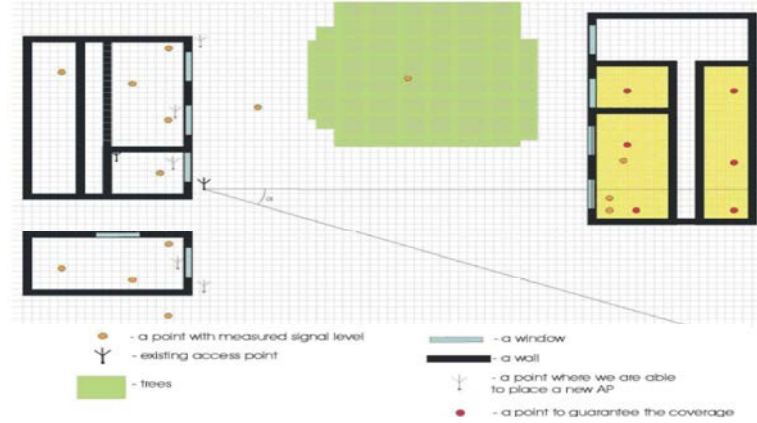 α
- a point with measured signal level
- existing access point
- trees
- a window
- a wall
- a point where we are able
to place a new AP
- a point to guarantee the coverage